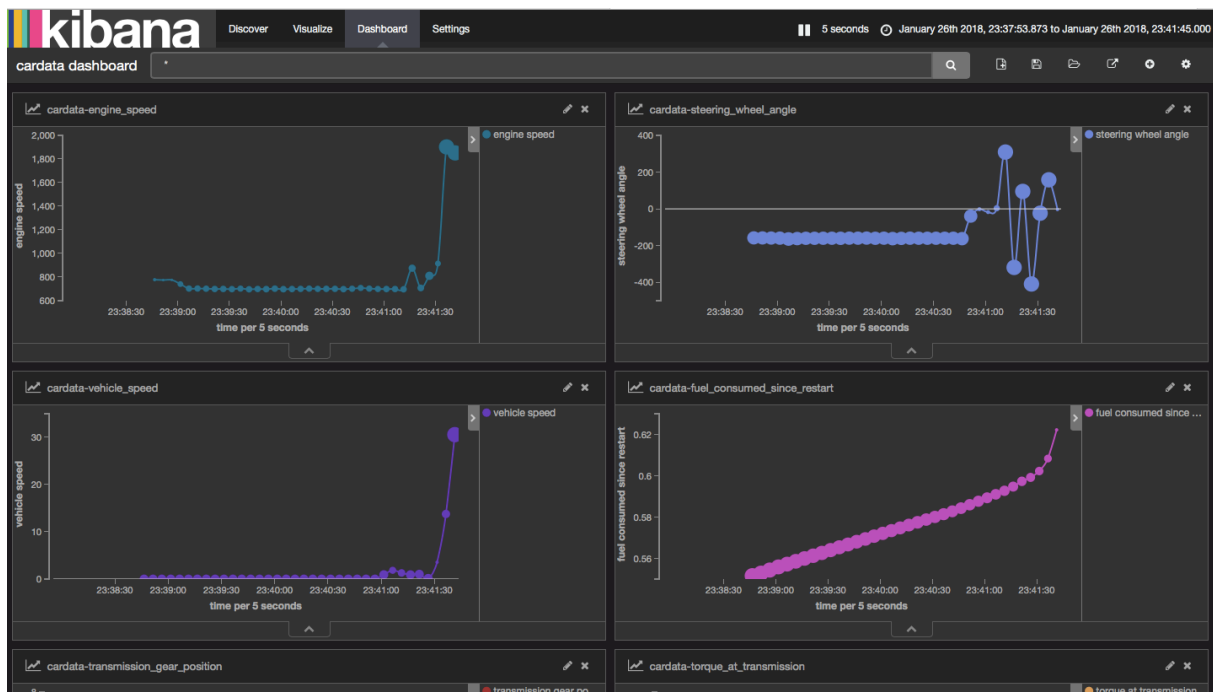 kibana
Discover Visualize Dashboard Settings
5 seconds January 26th 2018, 23:37:53.873 to January 26th 2018, 23:41:45.000
cardata dashboard *
cardata-engine_speed
engine speed
2,000
1,800
1,600
1,400
1,200
1,000
800
600
engine speed
23:38:30 23:39:00 23:39:30 23:40:00 23:40:30 23:41:00 23:41:30
time per 5 seconds
cardata-steering_wheel_angle
steering wheel angle
400
200
0
-200
-400
steering wheel angle
23:38:30 23:39:00 23:39:30 23:40:00 23:40:30 23:41:00 23:41:30
time per 5 seconds
cardata-vehicle_speed
vehicle speed
30
20
10
0
vehicle speed
23:38:30 23:39:00 23:39:30 23:40:00 23:40:30 23:41:00 23:41:30
time per 5 seconds
cardata-fuel_consumed_since_restart
fuel consumed since ...
0.62
0.6
0.58
0.56
fuel consumed since restart
23:38:30 23:39:00 23:39:30 23:40:00 23:40:30 23:41:00 23:41:30
time per 5 seconds
cardata-transmission_gear_position
transmission gear po...
cardata-torque_at_transmission
torque at transmission